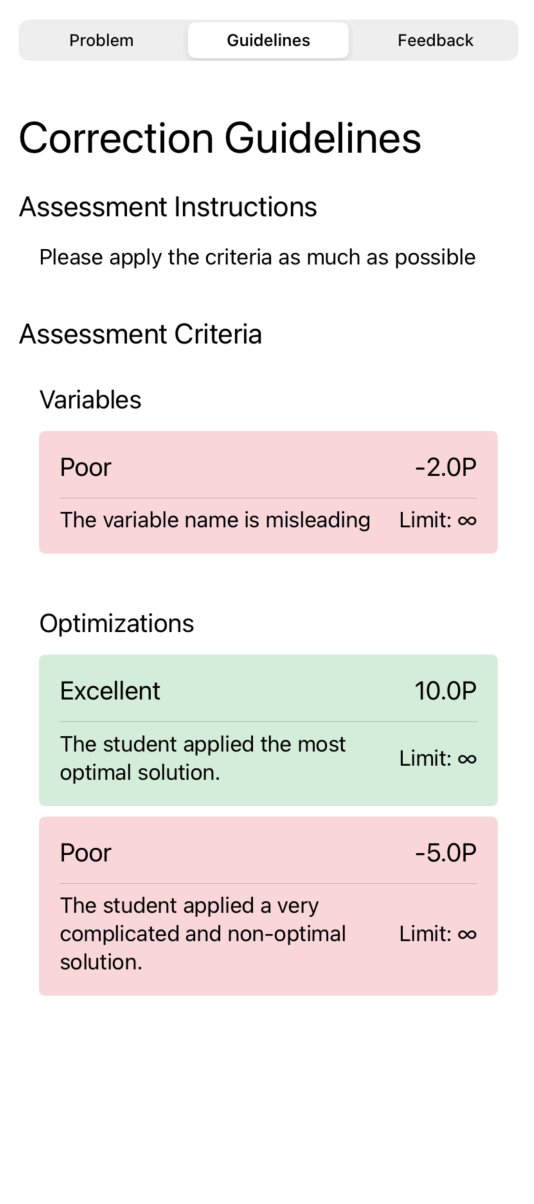 Problem
Guidelines
Feedback
Correction Guidelines
Assessment Instructions
Please apply the criteria as much as possible
Assessment Criteria
Variables
Poor
-2.0P
The variable name is misleading
Limit: ∞
Optimizations
Excellent
10.0P
The student applied the most
optimal solution.
Limit: ∞
Poor
-5.0P
The student applied a very
complicated and non-optimal
solution.
Limit: ∞